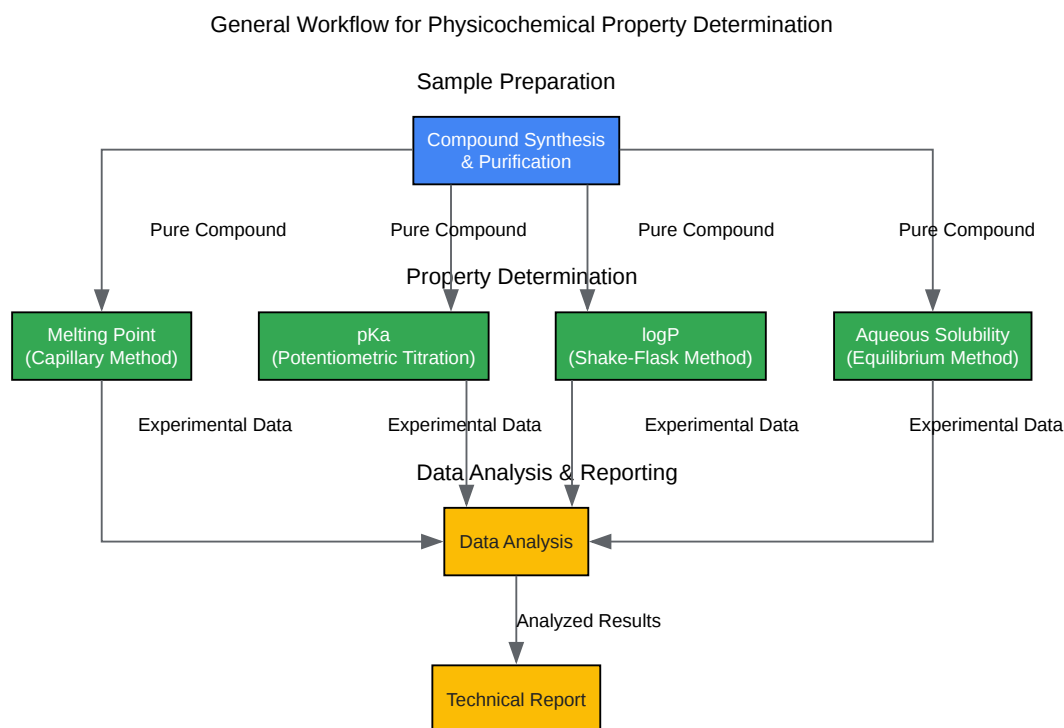 General Workflow for Physicochemical Property Determination
Sample Preparation
Compound Synthesis
& Purification
Pure Compound
Pure Compound
Pure Compound
Pure Compound
Property Determination
Melting Point
(Capillary Method)
pKa
(Potentiometric Titration)
logP
(Shake-Flask Method)
Aqueous Solubility
(Equilibrium Method)
Experimental Data
Experimental Data
Experimental Data
Experimental Data
Data Analysis & Reporting
Data Analysis
Analyzed Results
Technical Report